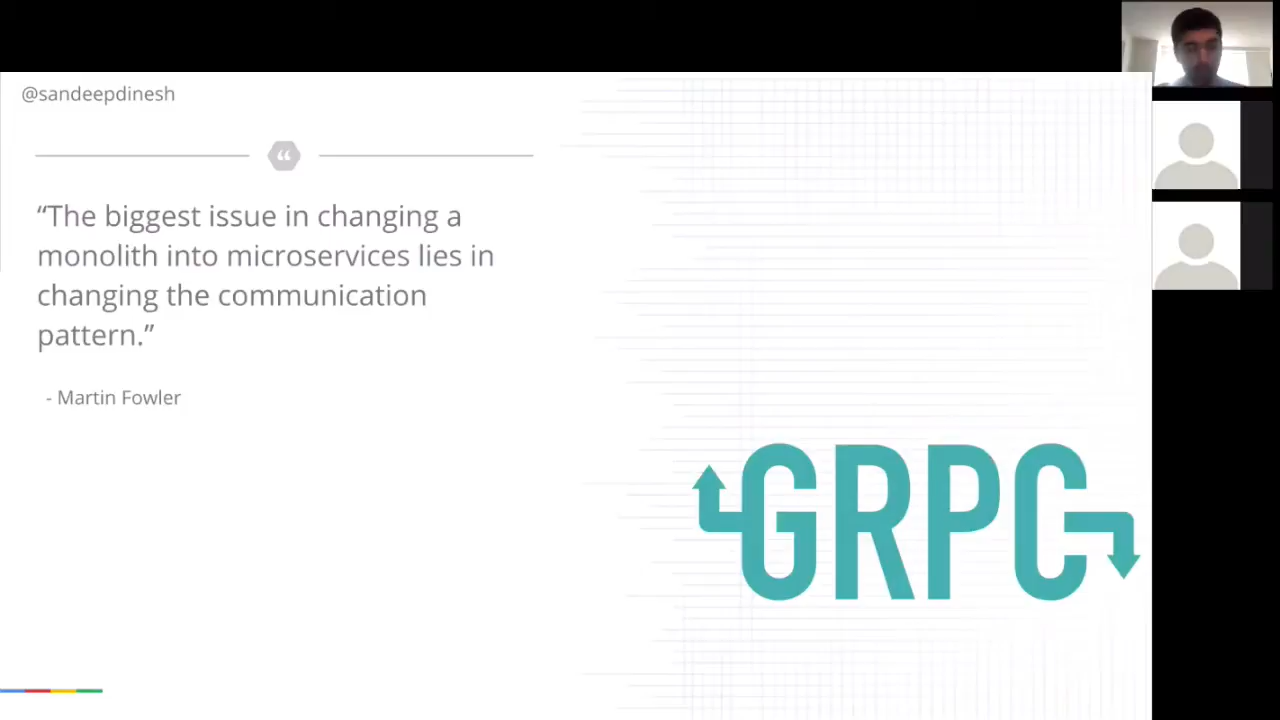 @sandeepdinesh
“The biggest issue in changing a
monolith into microservices lies in
changing the communication
pattern.”
- Martin Fowler
GRPC